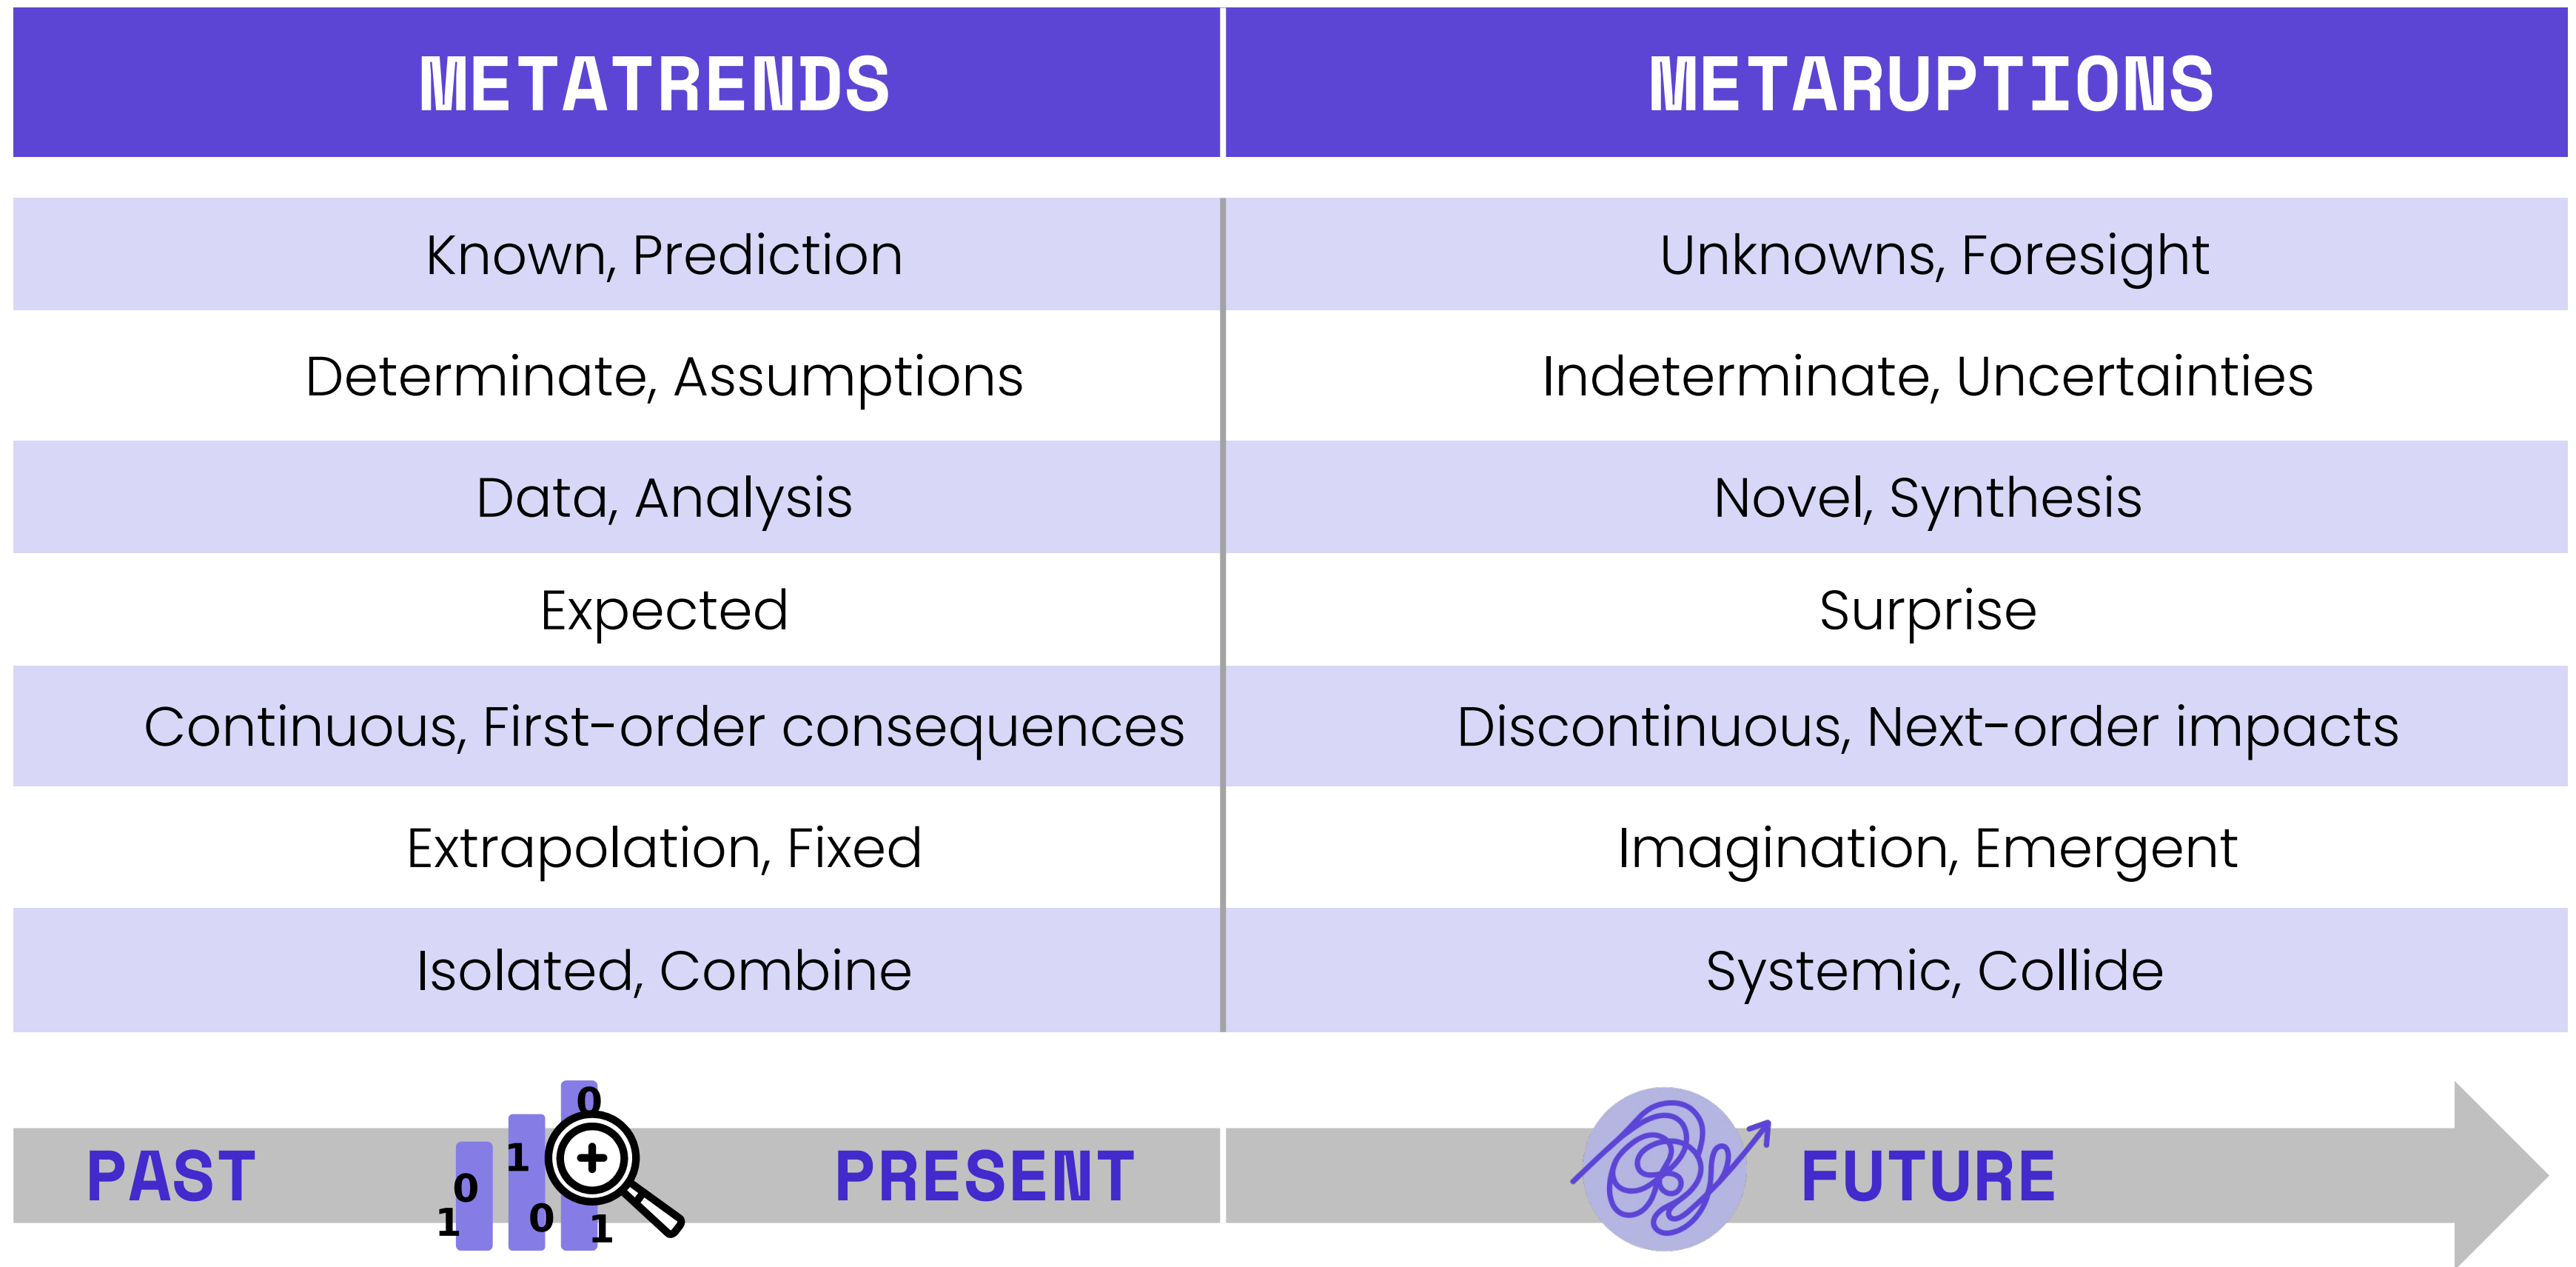 METATRENDS METARUPTIONS
Known, Prediction Unknowns, Foresight
Determinate, Assumptions Indeterminate, Uncertainties
Data, Analysis Novel, Synthesis
Expected Surprise
Continuous, First-order consequences Discontinuous, Next-order impacts
Extrapolation, Fixed Imagination, Emergent
Isolated, Combine Systemic, Collide
PAST 1 0 1 0 0 1 PRESENT FUTURE